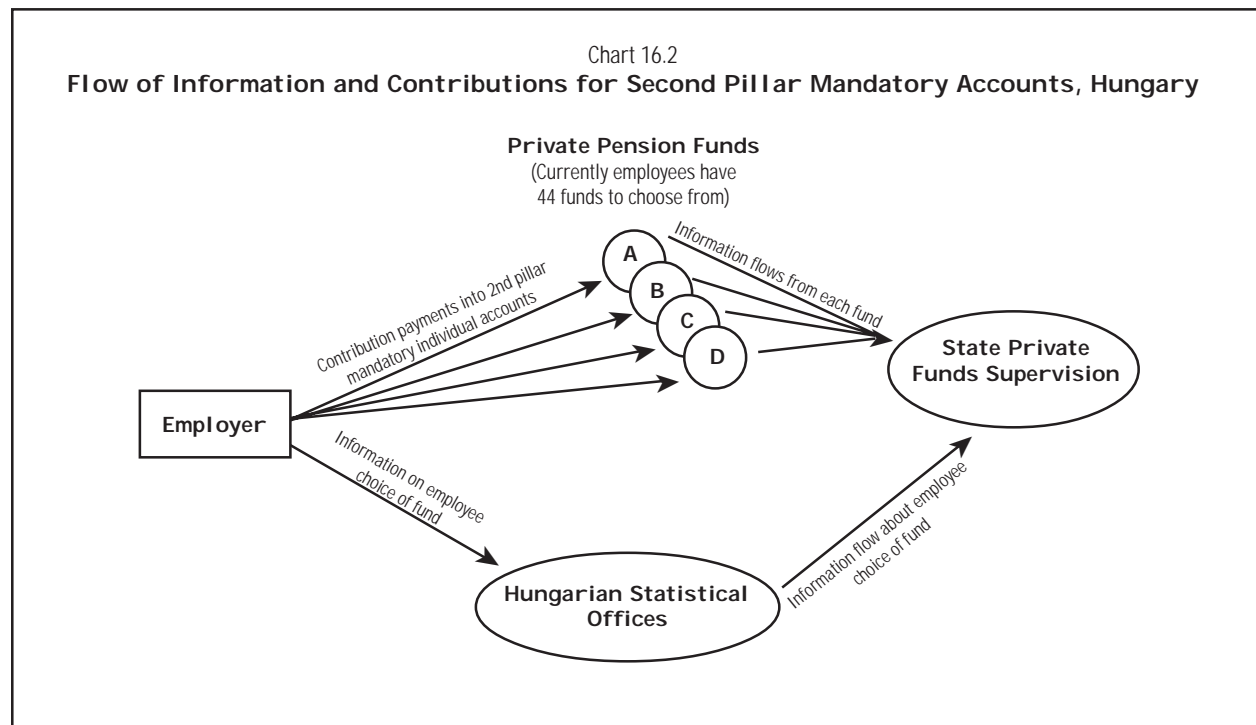 Chart 16.2
Flow of Information and Contributions for Second Pillar Mandatory Accounts, Hungary
Private Pension Funds
(Currently employees have
44 funds to choose from)
A
B
C
D
Information flows from each fund
Contribution payments into 2nd pillar
mandatory individual accounts
State Private
Funds Supervision
Employer
Information on employee
choice of fund
Information flow about employee
choice of fund
Hungarian Statistical
Offices